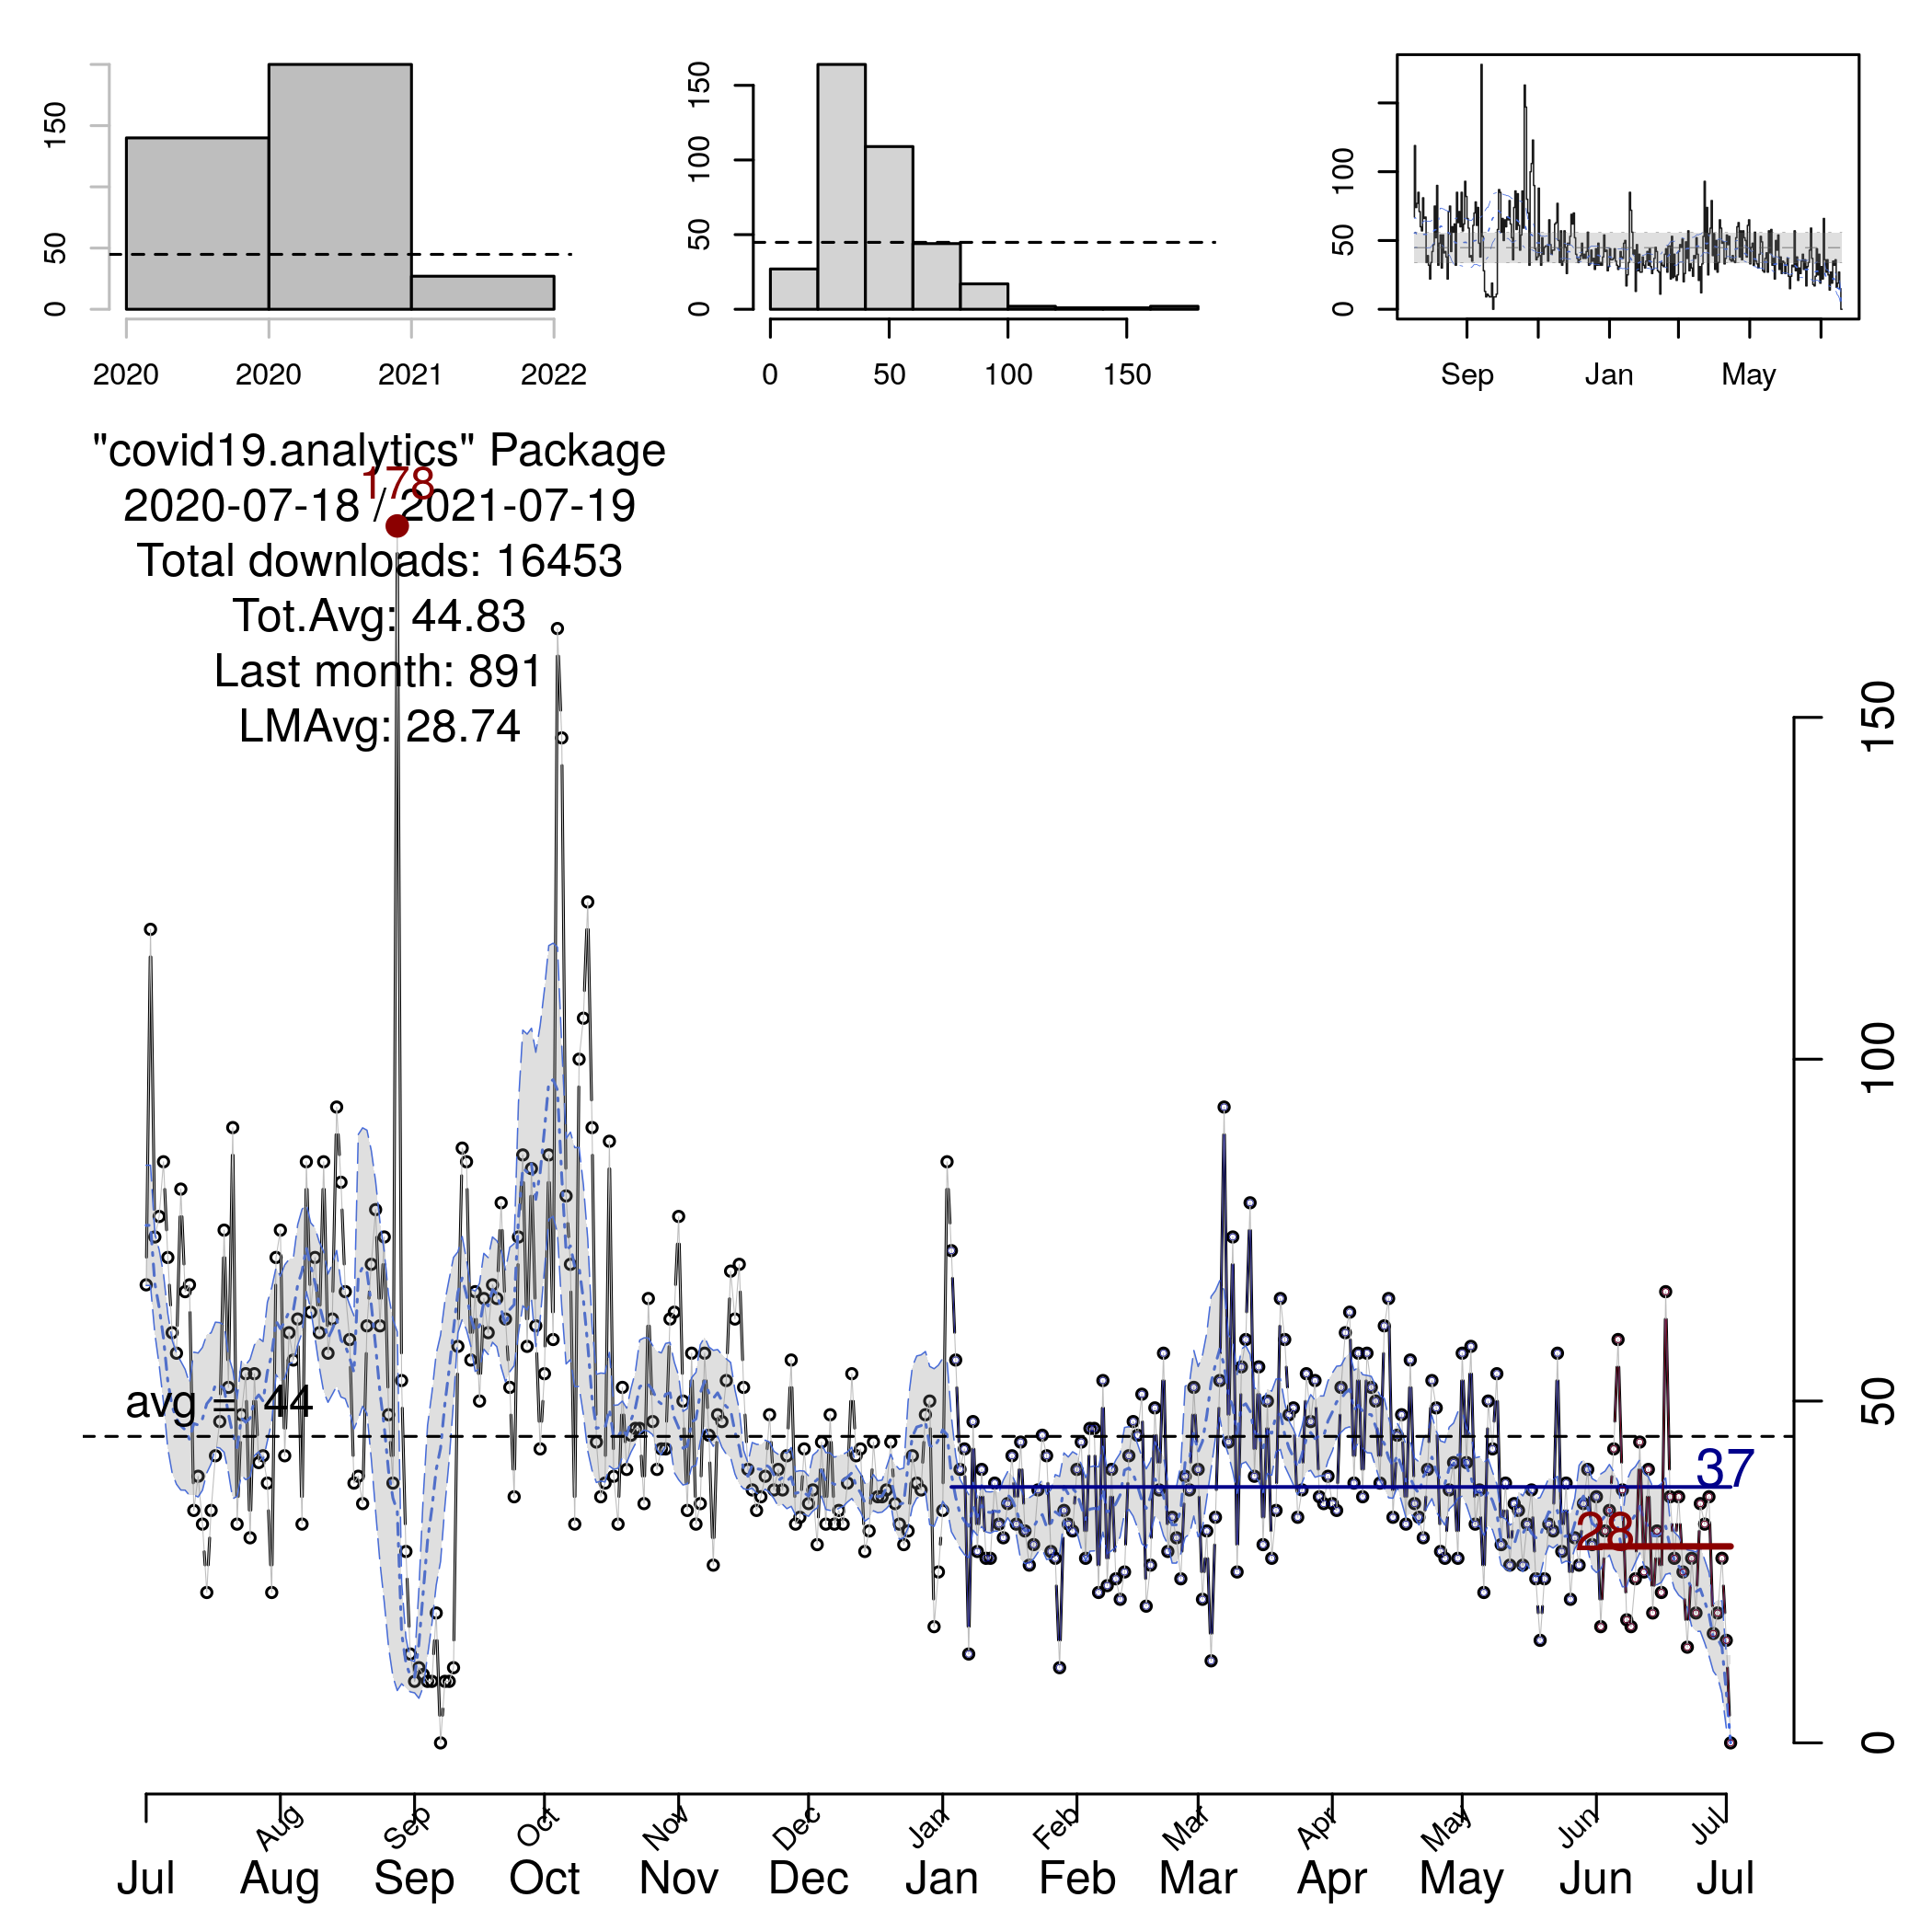 150
50
0
2020 2020 2021 2022
150
100
50
0
0 50 100 150
100
50
0
Sep Jan May
"covid19.analytics" Package
178
2020-07-18 / 2021-07-19
Total downloads: 16453
Tot.Avg: 44.83
Last month: 891
LMAvg: 28.74
150
100
50
0
avg = 44
37
28
Aug Sep Oct Nov Dec Jan Feb Mar Apr May Jun Jul
Jul Aug Sep Oct Nov Dec Jan Feb Mar Apr May Jun Jul